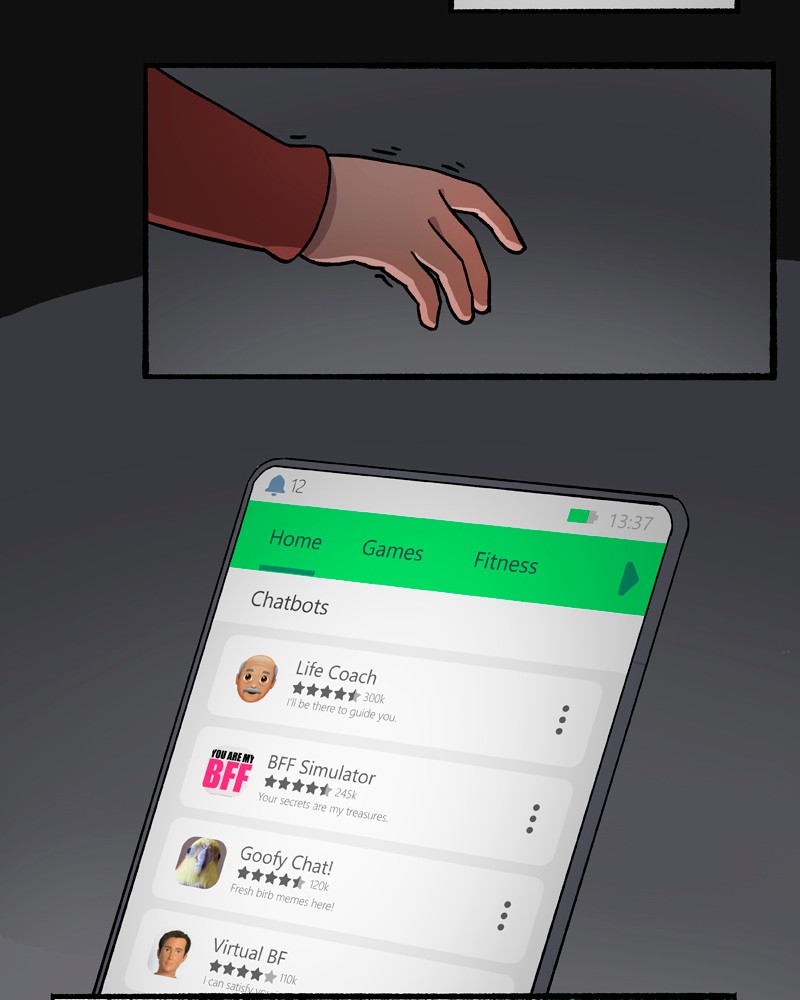 12
13:37
Home Games Fitness
Chatbots
Life Coach
300k
I'll be there to guide you.
YOU ARE MY
BFF
BFF Simulator
245k
Your secrets are my treasures.
Goofy Chat!
120k
Fresh birb memes here!
Virtual BF
110k
I can satisfy